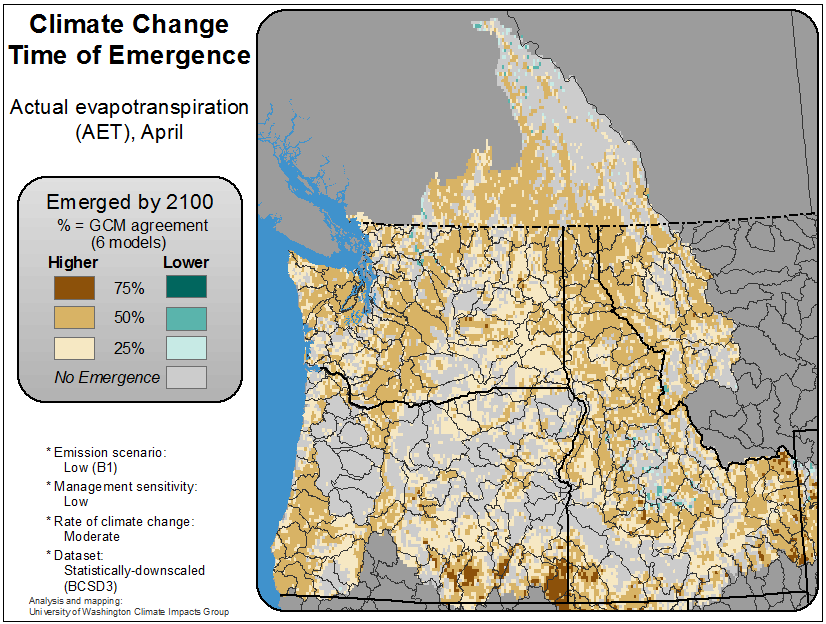 Climate Change
Time of Emergence
Actual evapotranspiration
(AET), April
Emerged by 2100
% = GCM agreement
(6 models)
Higher Lower
75%
50%
25%
No Emergence
* Emission scenario:
Low (B1)
* Management sensitivity:
Low
* Rate of climate change:
Moderate
* Dataset:
Statistically-downscaled
(BCSD3)
Analysis and mapping:
University of Washington Climate Impacts Group